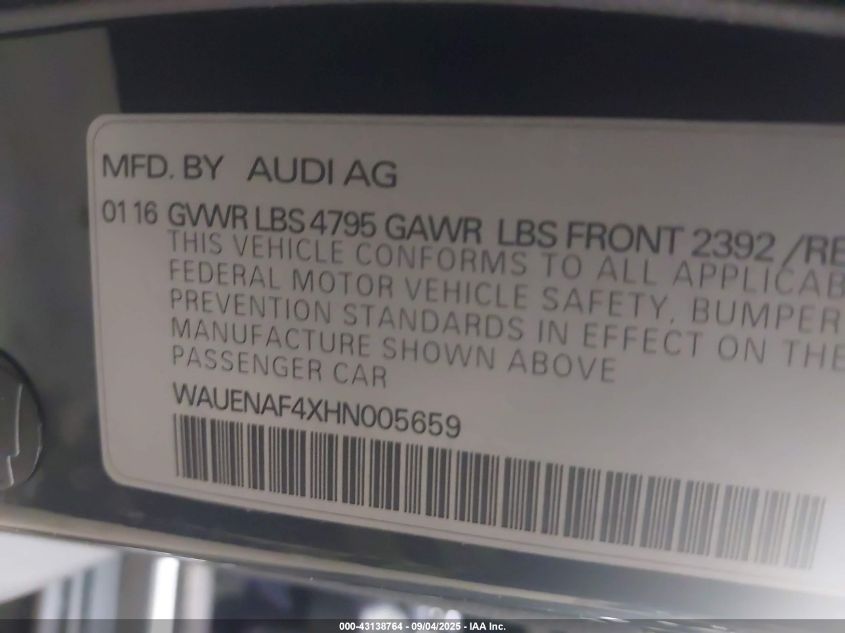 MFD. BY AUDI AG
01 16 GVWR LBS 4795 GAWR LBS FRONT 2392 /RE
THIS VEHICLE CONFORMS TO ALL APPLICAB
FEDERAL MOTOR VEHICLE SAFETY, BUMPER
PREVENTION STANDARDS IN EFFECT ON THE
MANUFACTURE SHOWN ABOVE
PASSENGER CAR
WAUENAF4XHN005659
000-43138764 - 09/04/2025 - IAA Inc.